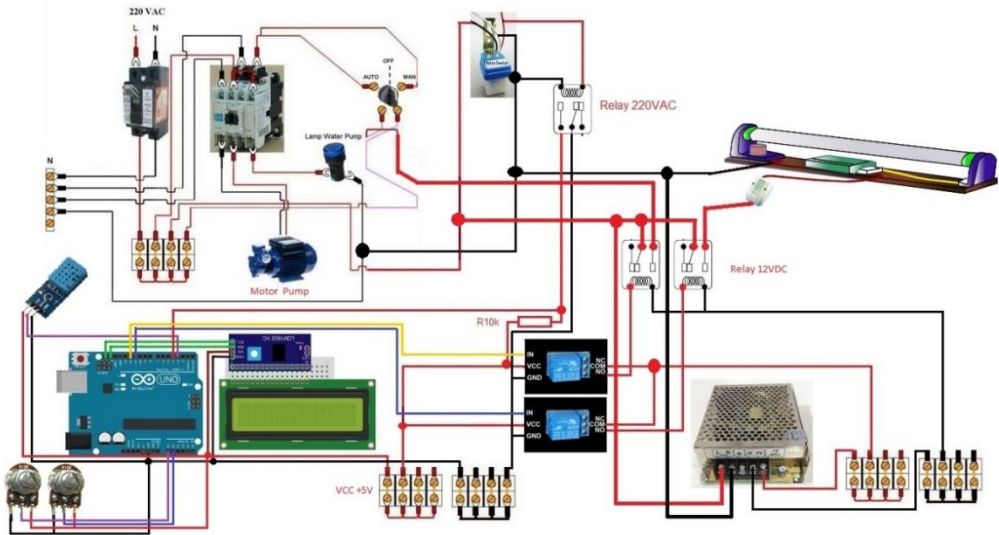 220 VAC
L N
OFF
AUTO MAN
Relay 220VAC
Lamp Water Pump
N
Motor Pump
Relay 12VDC
R10k
IN
VCC
GND
NC
COM
NO
UNO
IN
VCC
GND
NC
COM
NO
VCC +5V